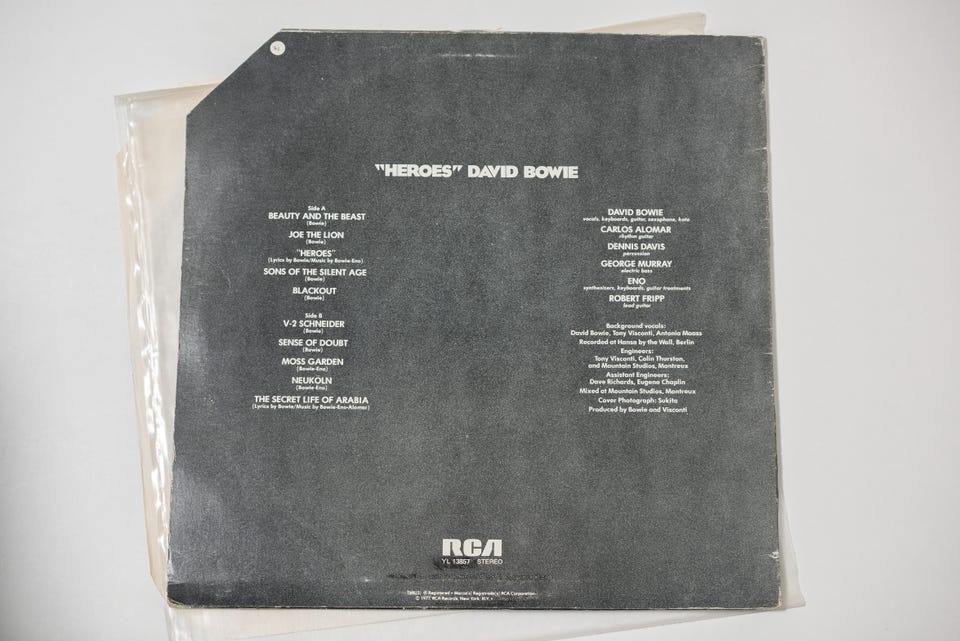 "HEROES" DAVID BOWIE
Side A
BEAUTY AND THE BEAST
(Bowie)
JOE THE LION
(Bowie)
"HEROES"
(Lyrics by Bowie/Music by Bowie-Eno)
SONS OF THE SILENT AGE
(Bowie)
BLACKOUT
(Bowie)
Side B
V-2 SCHNEIDER
(Bowie)
SENSE OF DOUBT
(Bowie)
MOSS GARDEN
(Bowie-Eno)
NEUKOLN
(Bowie-Eno)
THE SECRET LIFE OF ARABIA
(Lyrics by Bowie/Music by Bowie-Eno-Alomar)
DAVID BOWIE
vocals, keyboards, guitar, saxophone, koto
CARLOS ALOMAR
rhythm guitar
DENNIS DAVIS
percussion
GEORGE MURRAY
electric bass
ENO
synthesizers, keyboards, guitar treatments
ROBERT FRIPP
lead guitar
Background vocals:
David Bowie, Tony Visconti, Antonia Maass
Recorded at Hansa by the Wall, Berlin
Engineers:
Tony Visconti, Colin Thurston,
and Mountain Studios, Montreux
Assistant Engineers:
Dave Richards, Eugene Chaplin
Mixed at Mountain Studios, Montreux
Cover Photograph: Sukita
Produced by Bowie and Visconti
RCA
YL 13857 STEREO
® Registered • Marca(s) Registrada(s) RCA Corporation
© 1977, RCA Records, New York, N.Y. •